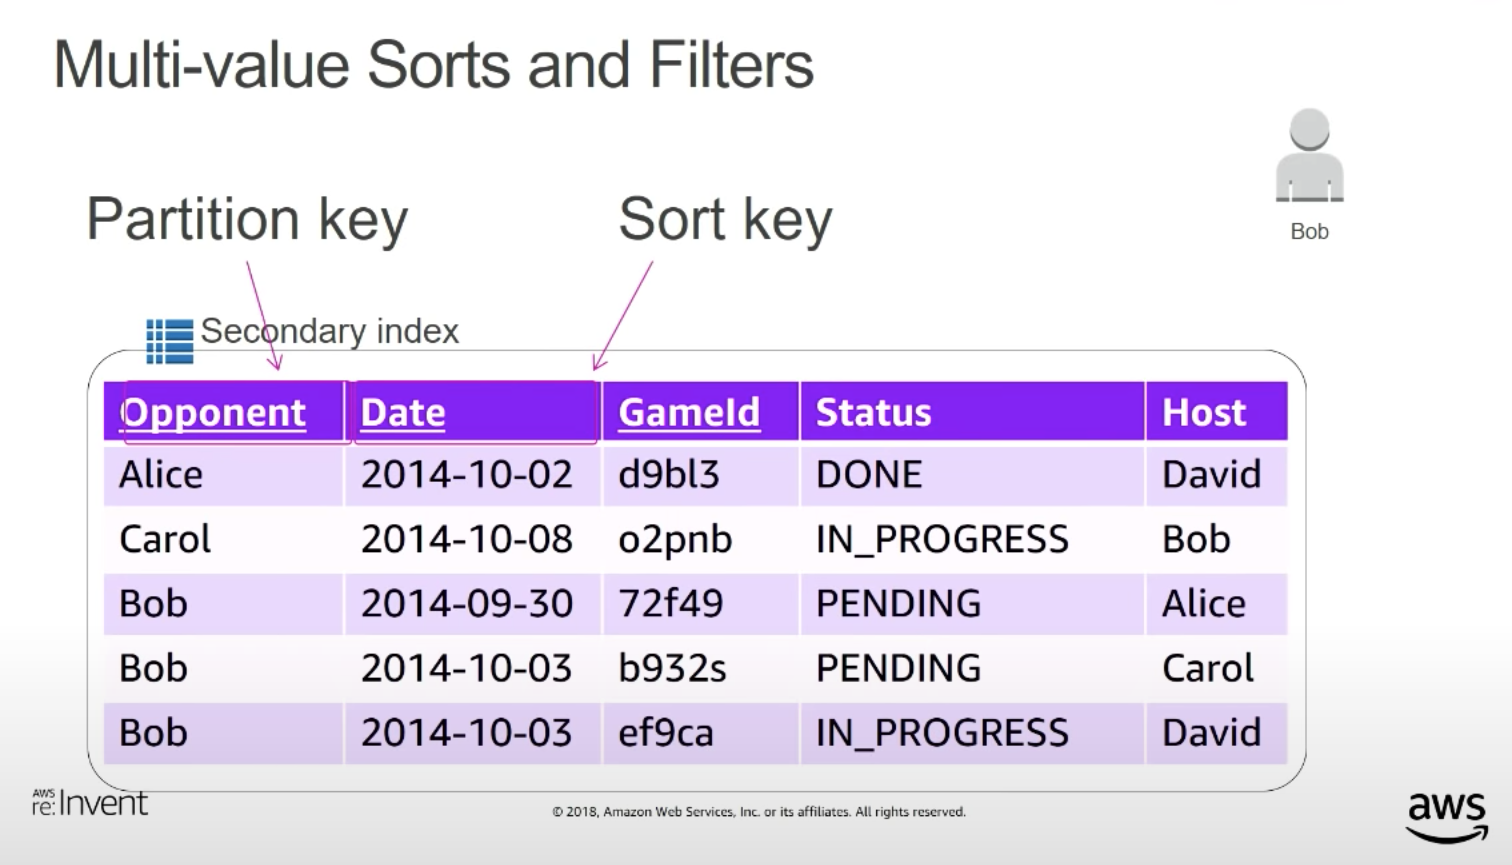 Multi-value Sorts and Filters
Bob
Partition key
Sort key
Secondary index
Opponent Date GameId Status Host
Alice 2014-10-02 d9bl3 DONE David
Carol 2014-10-08 o2pnb IN_PROGRESS Bob
Bob 2014-09-30 72f49 PENDING Alice
Bob 2014-10-03 b932s PENDING Carol
Bob 2014-10-03 ef9ca IN_PROGRESS David
AWS
re:Invent
© 2018, Amazon Web Services, Inc. or its affiliates. All rights reserved.
aws